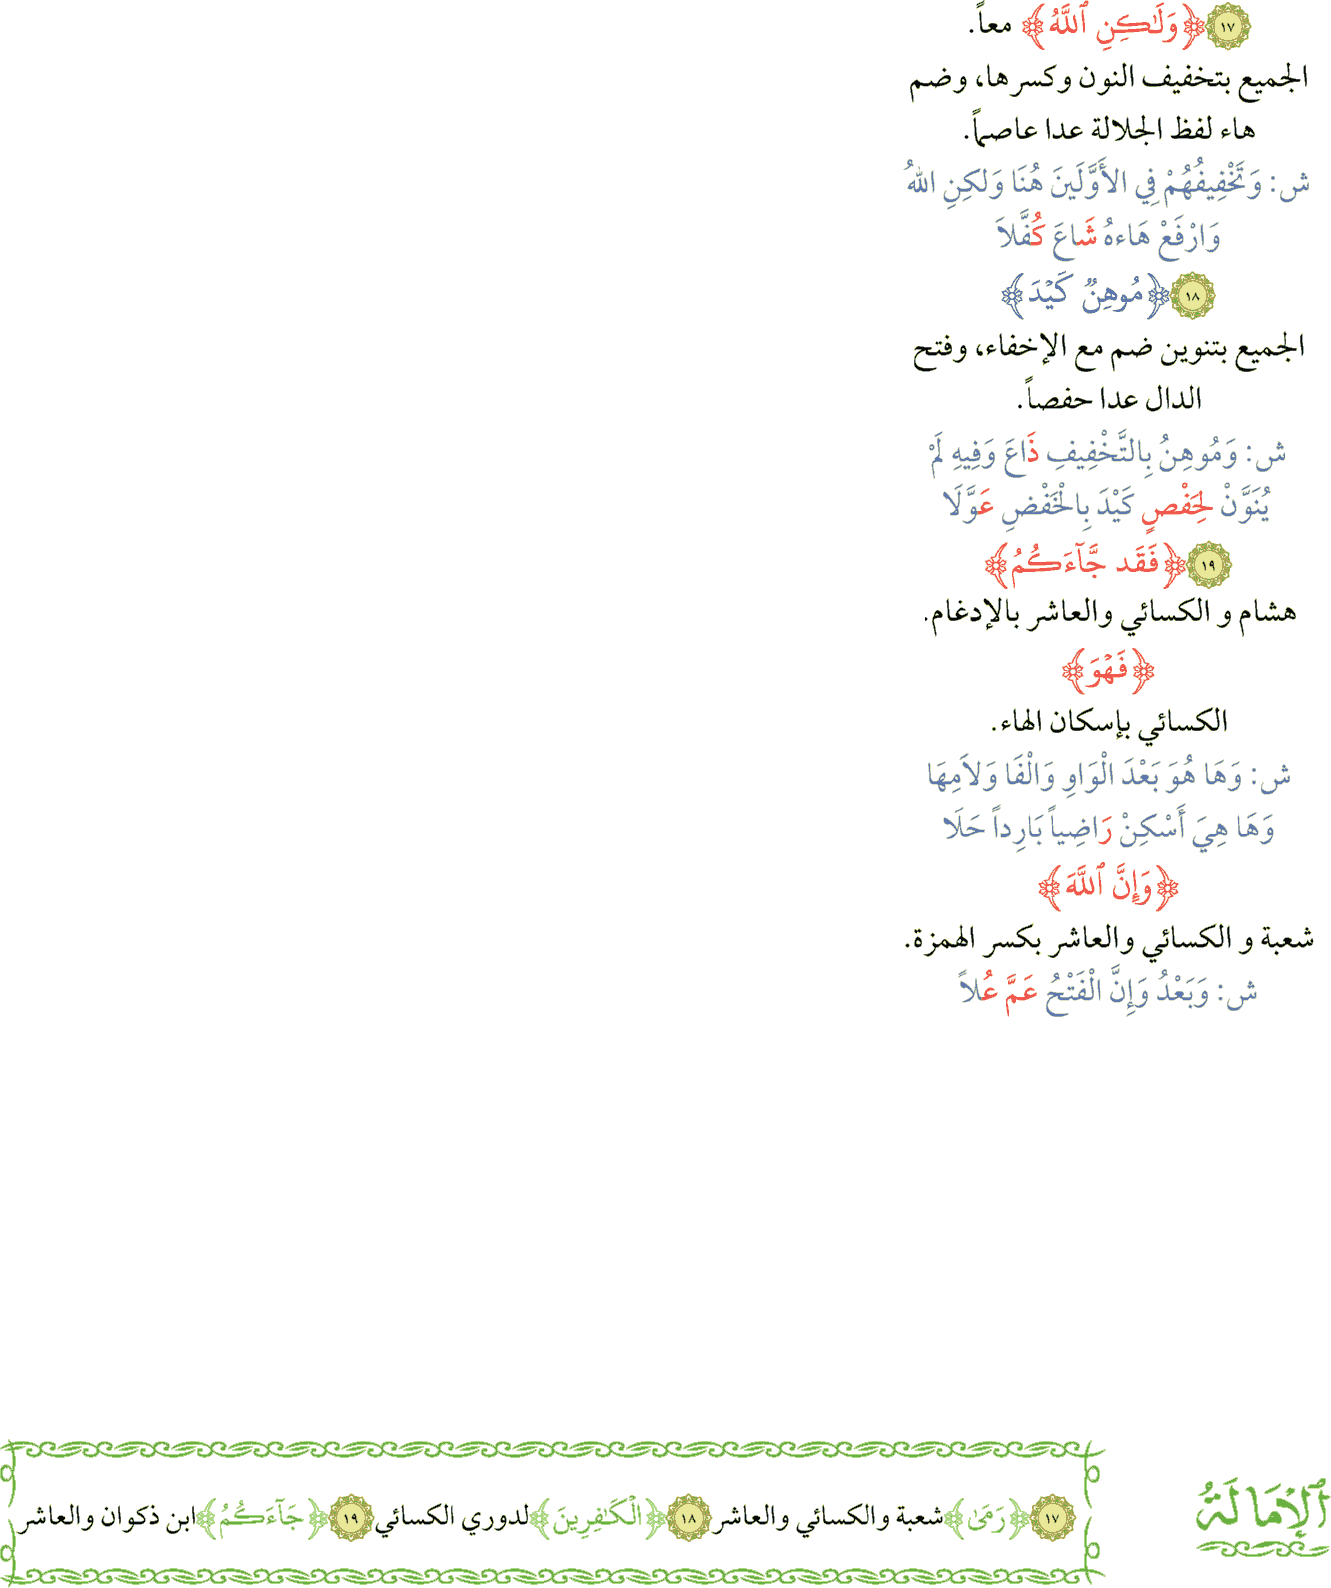 ١٧ ﴿وَلَٰكِنِ ٱللَّهُ﴾ معاً.
الجميع بتخفيف النون وكسرها، وضم
هاء لفظ الجلالة عدا عاصماً.
ش: وَتَخْفِيفُهُمْ فِي الأَوَّلَينَ هُنَا وَلكِنِ اللهُ
وَارْفَعْ هَاءهُ شَاعَ كُفَّلاَ
١٨ ﴿مُوهِنٌ كَيْدَ﴾
الجميع بتنوين ضم مع الإخفاء، وفتح
الدال عدا حفصاً.
ش: وَمُوهِنُ بِالتَّخْفِيفِ ذَاعَ وَفِيهِ لَمْ
يُنَوَّنْ لِحَفْصٍ كَيْدَ بِالْخَفْضِ عَوَّلَا
١٩ ﴿فَقَد جَّآءَكُمُ﴾
هشام و الكسائي والعاشر بالإدغام.
﴿فَهْوَ﴾
الكسائي بإسكان الهاء.
ش: وَهَا هُوَ بَعْدَ الْوَاوِ وَالْفَا وَلاَمِهَا
وَهَا هِيَ أَسْكِنْ رَاضِياً بَارِداً حَلَا
﴿وَإِنَّ ٱللَّهَ﴾
شعبة و الكسائي والعاشر بكسر الهمزة.
ش: وَبَعْدُ وَإِنَّ الْفَتْحُ عَمَّ عُلاً
ٱلْإِمَالَةُ
١٧ ﴿رَمَىٰ﴾ شعبة والكسائي والعاشر ١٨ ﴿الْكَٰفِرِينَ﴾ لدوري الكسائي ١٩ ﴿جَآءَكُمُ﴾ ابن ذكوان والعاشر